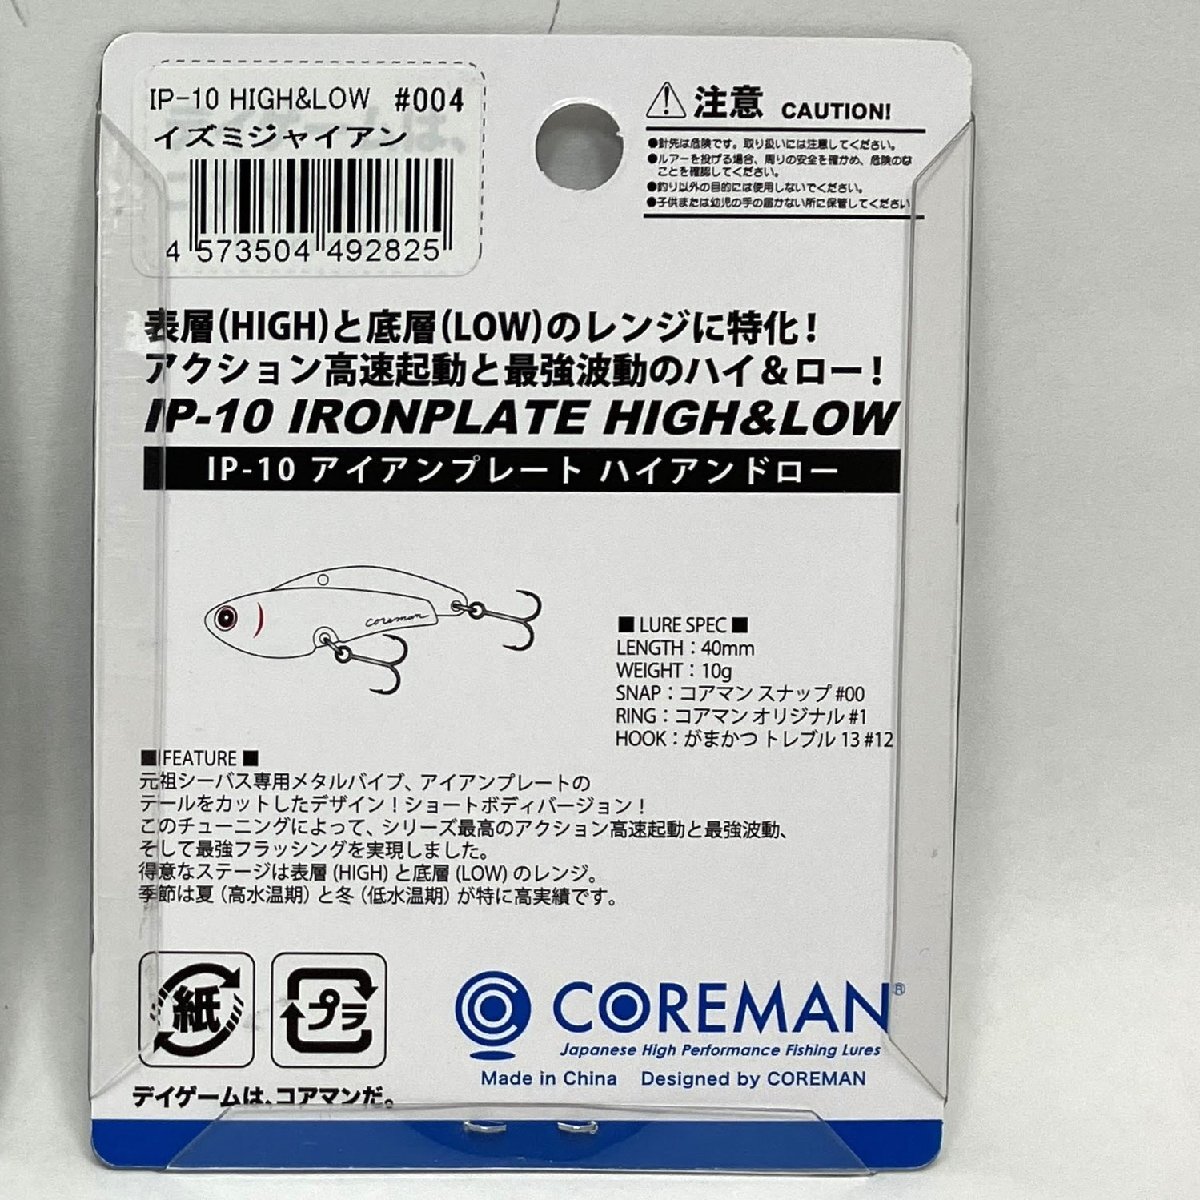 IP-10 HIGH&LOW #004
イズミジャイアン
4 573504 492825
注意 CAUTION!
●針先は危険です。取り扱いには注意してください。
●ルアーを投げる場合、周りの安全を確かめ、危険のな
ことを確認してください。
●釣り以外の目的には使用しないでください。
●子供または幼児の手の届かない所に保管してください
表層(HIGH)と底層(LOW)のレンジに特化!
アクション高速起動と最強波動のハイ&ロー!
IP-10 IRONPLATE HIGH&LOW
IP-10 アイアンプレート ハイアンドロー
coreman
■ LURE SPEC ■
LENGTH : 40mm
WEIGHT : 10g
SNAP : コアマン スナップ #00
RING : コアマン オリジナル #1
HOOK : がまかつ トレブル 13 #12
■ FEATURE ■
元祖シーバス専用メタルバイブ、アイアンプレートの
テールをカットしたデザイン!ショートボディバージョン!
このチューニングによって、シリーズ最高のアクション高速起動と最強波動、
そして最強フラッシングを実現しました。
得意なステージは表層 (HIGH) と底層 (LOW) のレンジ。
季節は夏 (高水温期) と冬 (低水温期) が特に高実績です。
紙
プラ
COREMAN®
Japanese High Performance Fishing Lures
Made in China Designed by COREMAN
デイゲームは、コアマンだ。